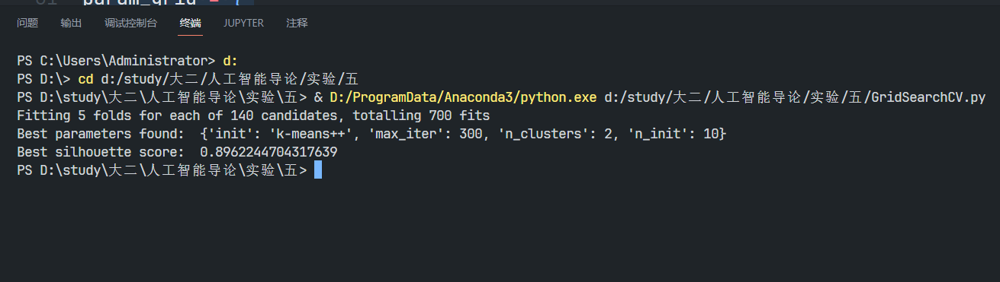 问题 输出 调试控制台 终端 JUPYTER 注释
PS C:\Users\Administrator> d:
PS D:\> cd d:/study/大二/人工智能导论/实验/五
PS D:\study\大二\人工智能导论\实验\五> & D:/ProgramData/Anaconda3/python.exe d:/study/大二/人工智能导论/实验/五/GridSearchCV.py
Fitting 5 folds for each of 140 candidates, totalling 700 fits
Best parameters found:  {'init': 'k-means++', 'max_iter': 300, 'n_clusters': 2, 'n_init': 10}
Best silhouette score:  0.8962244704317639
PS D:\study\大二\人工智能导论\实验\五>